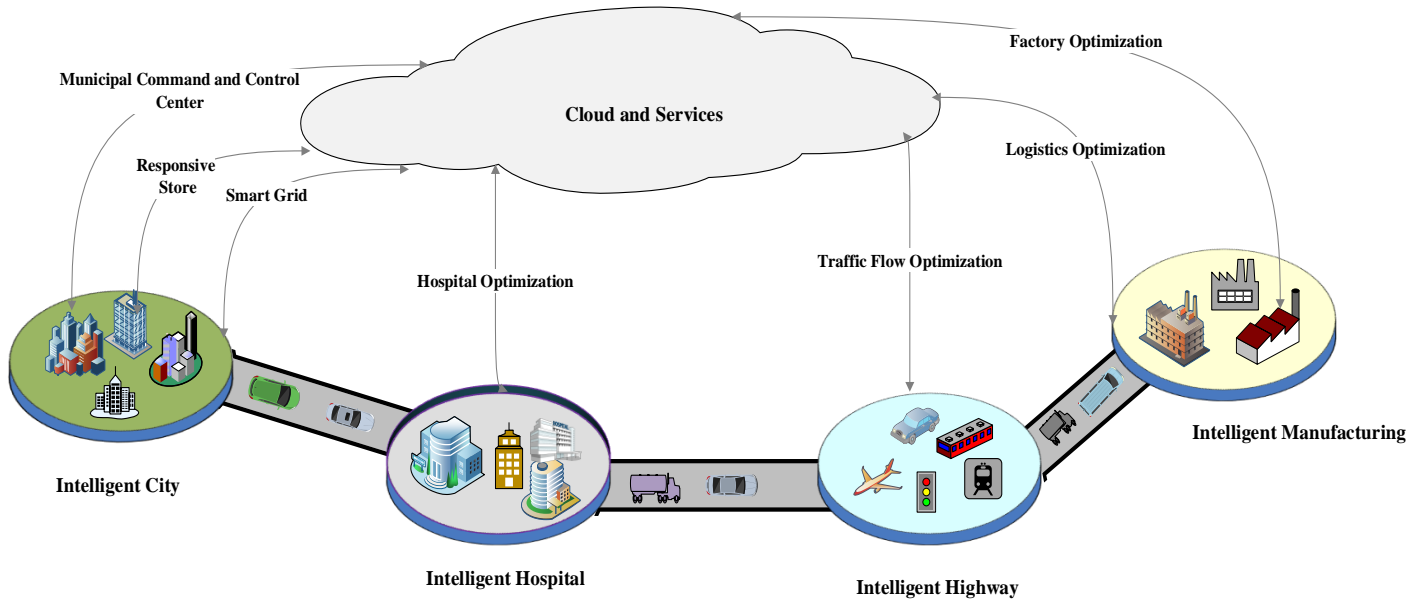 Factory Optimization
Municipal Command and Control
Center
Cloud and Services
Responsive
Store
Logistics Optimization
Smart Grid
Traffic Flow Optimization
Hospital Optimization
Intelligent Manufacturing
HOSPITAL
Intelligent City
Intelligent Hospital
Intelligent Highway